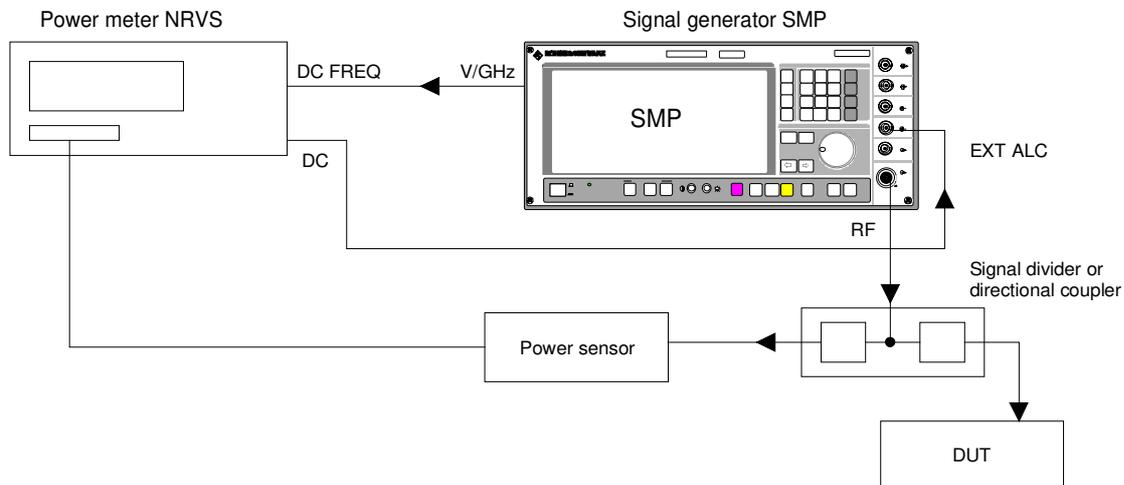 Power meter NRVS
Signal generator SMP
DC FREQ
V/GHz
SMP
DC
EXT ALC
RF
Signal divider or
directional coupler
Power sensor
DUT